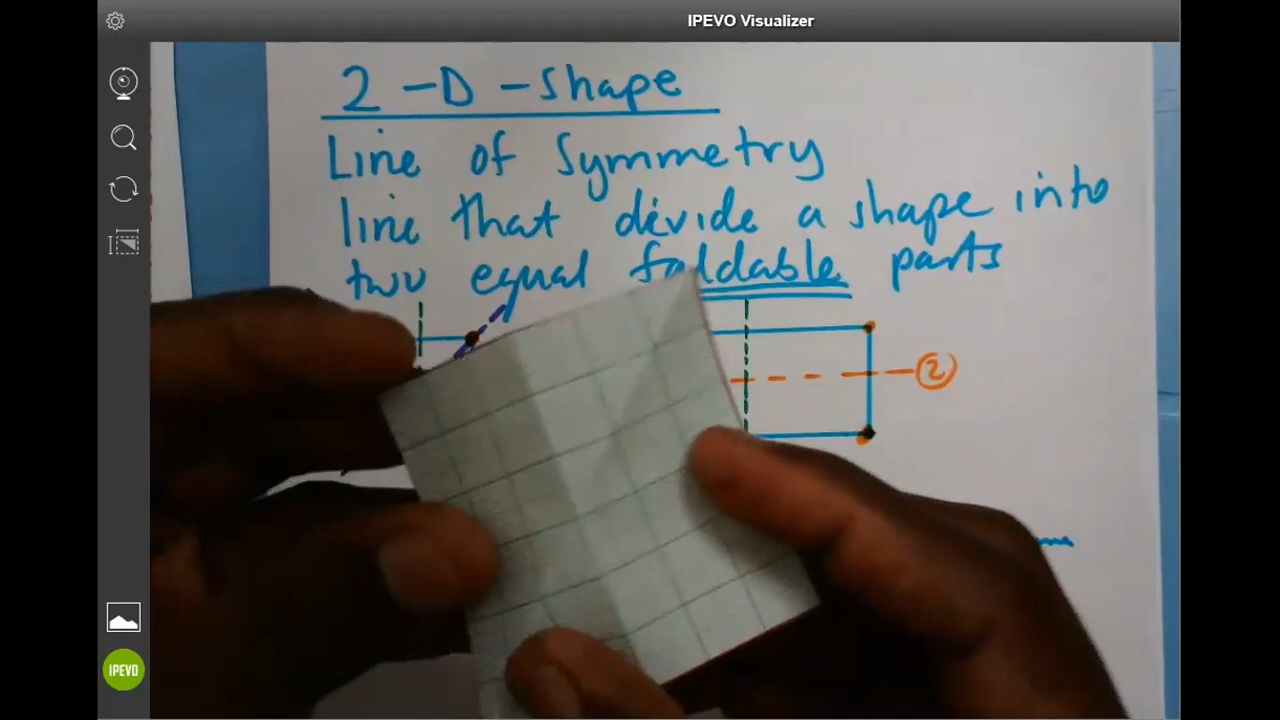 IPEVO Visualizer
2-D-Shape
Line of Symmetry
line that divide a shape into
two equal foldable parts
2
IPEVO